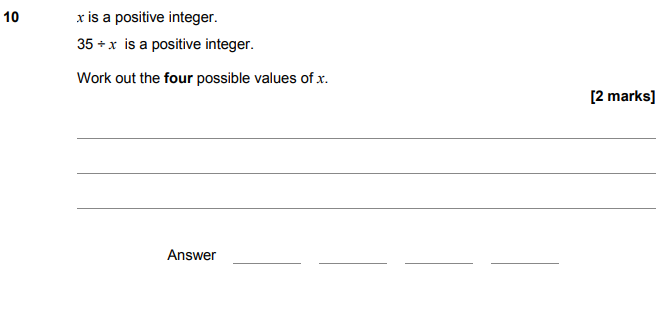 10 x is a positive integer.
35 ÷ x is a positive integer.
Work out the four possible values of x.
[2 marks]
Answer